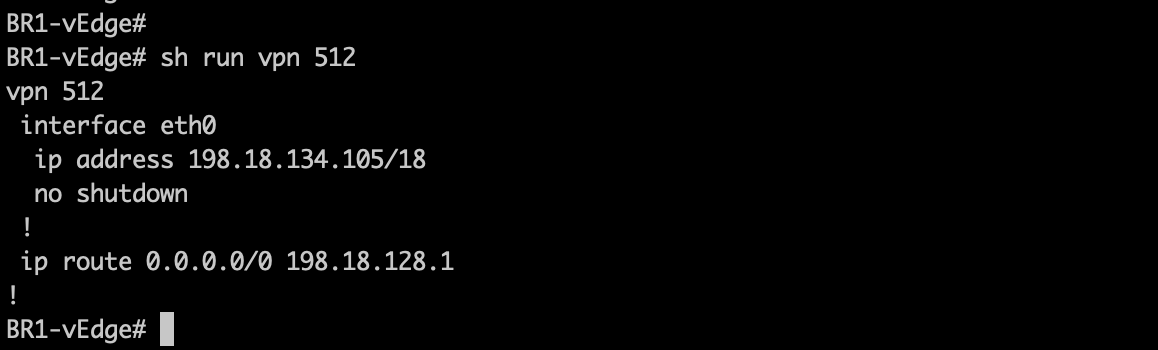 BR1-vEdge#
BR1-vEdge# sh run vpn 512
vpn 512
 interface eth0
  ip address 198.18.134.105/18
  no shutdown
 !
 ip route 0.0.0.0/0 198.18.128.1
!
BR1-vEdge#